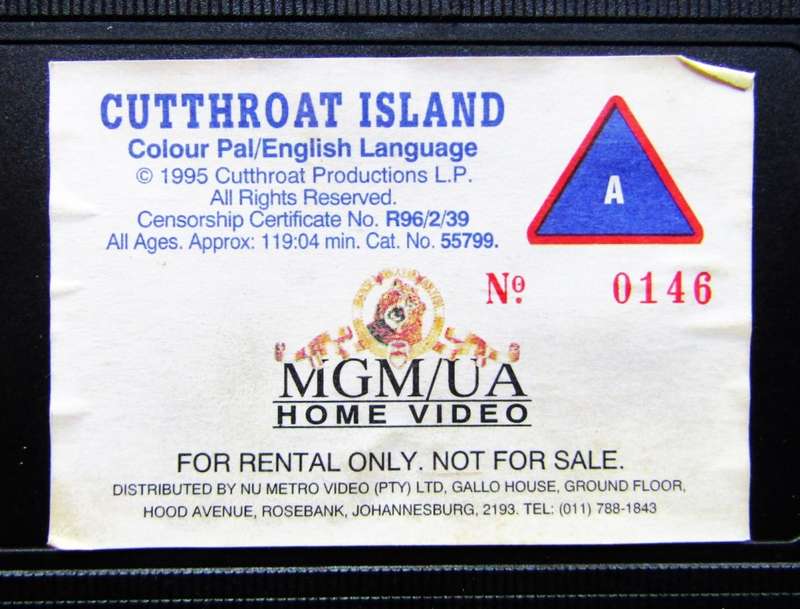 CUTTHROAT ISLAND
Colour Pal/English Language
© 1995 Cutthroat Productions L.P.
All Rights Reserved.
Censorship Certificate No. R96/2/39
All Ages. Approx: 119:04 min. Cat. No. 55799.
A
Nº. 0146
MGM/UA
HOME VIDEO
FOR RENTAL ONLY. NOT FOR SALE.
DISTRIBUTED BY NU METRO VIDEO (PTY) LTD, GALLO HOUSE, GROUND FLOOR,
HOOD AVENUE, ROSEBANK, JOHANNESBURG, 2193. TEL: (011) 788-1843